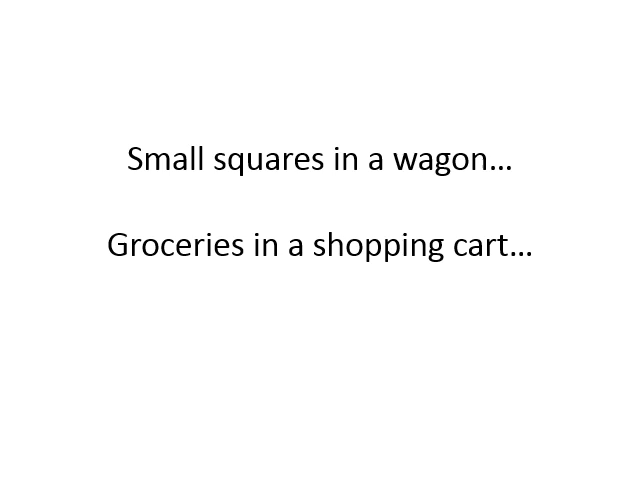 Small squares in a wagon…
Groceries in a shopping cart…